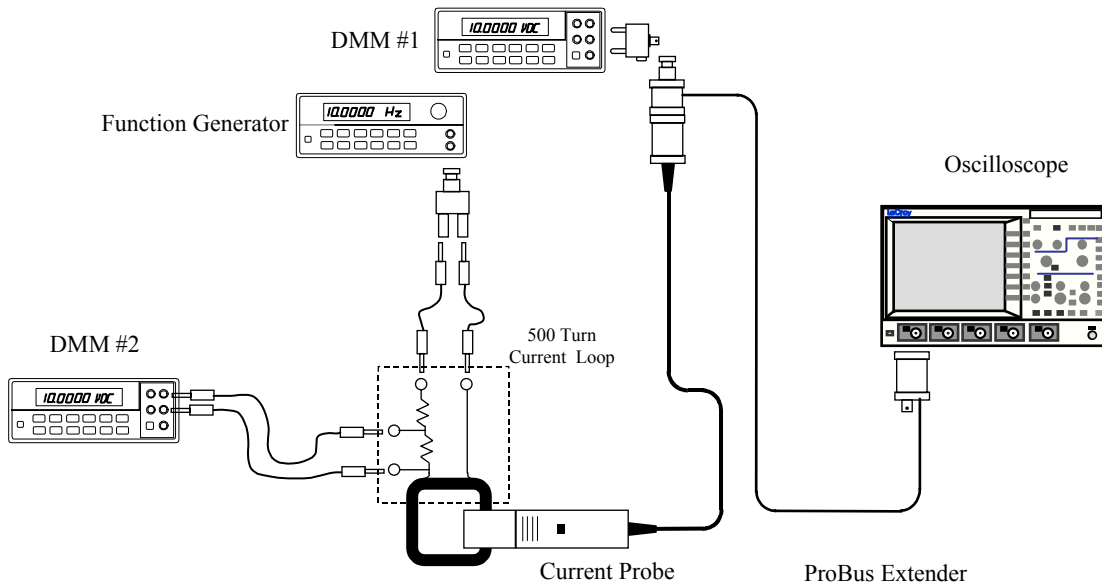 DMM #1
10.0000 VDC
Function Generator
10.0000 Hz
Oscilloscope
LeCroy
500 Turn
Current Loop
DMM #2
10.0000 VDC
Current Probe
ProBus Extender